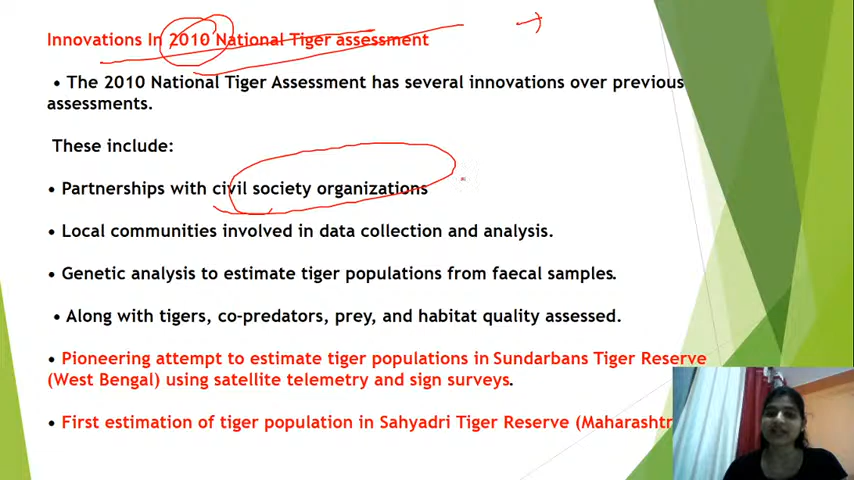 Innovations In 2010 National Tiger assessment
• The 2010 National Tiger Assessment has several innovations over previous
assessments.
These include:
• Partnerships with civil society organizations
• Local communities involved in data collection and analysis.
• Genetic analysis to estimate tiger populations from faecal samples.
• Along with tigers, co-predators, prey, and habitat quality assessed.
• Pioneering attempt to estimate tiger populations in Sundarbans Tiger Reserve
(West Bengal) using satellite telemetry and sign surveys.
• First estimation of tiger population in Sahyadri Tiger Reserve (Maharashtr